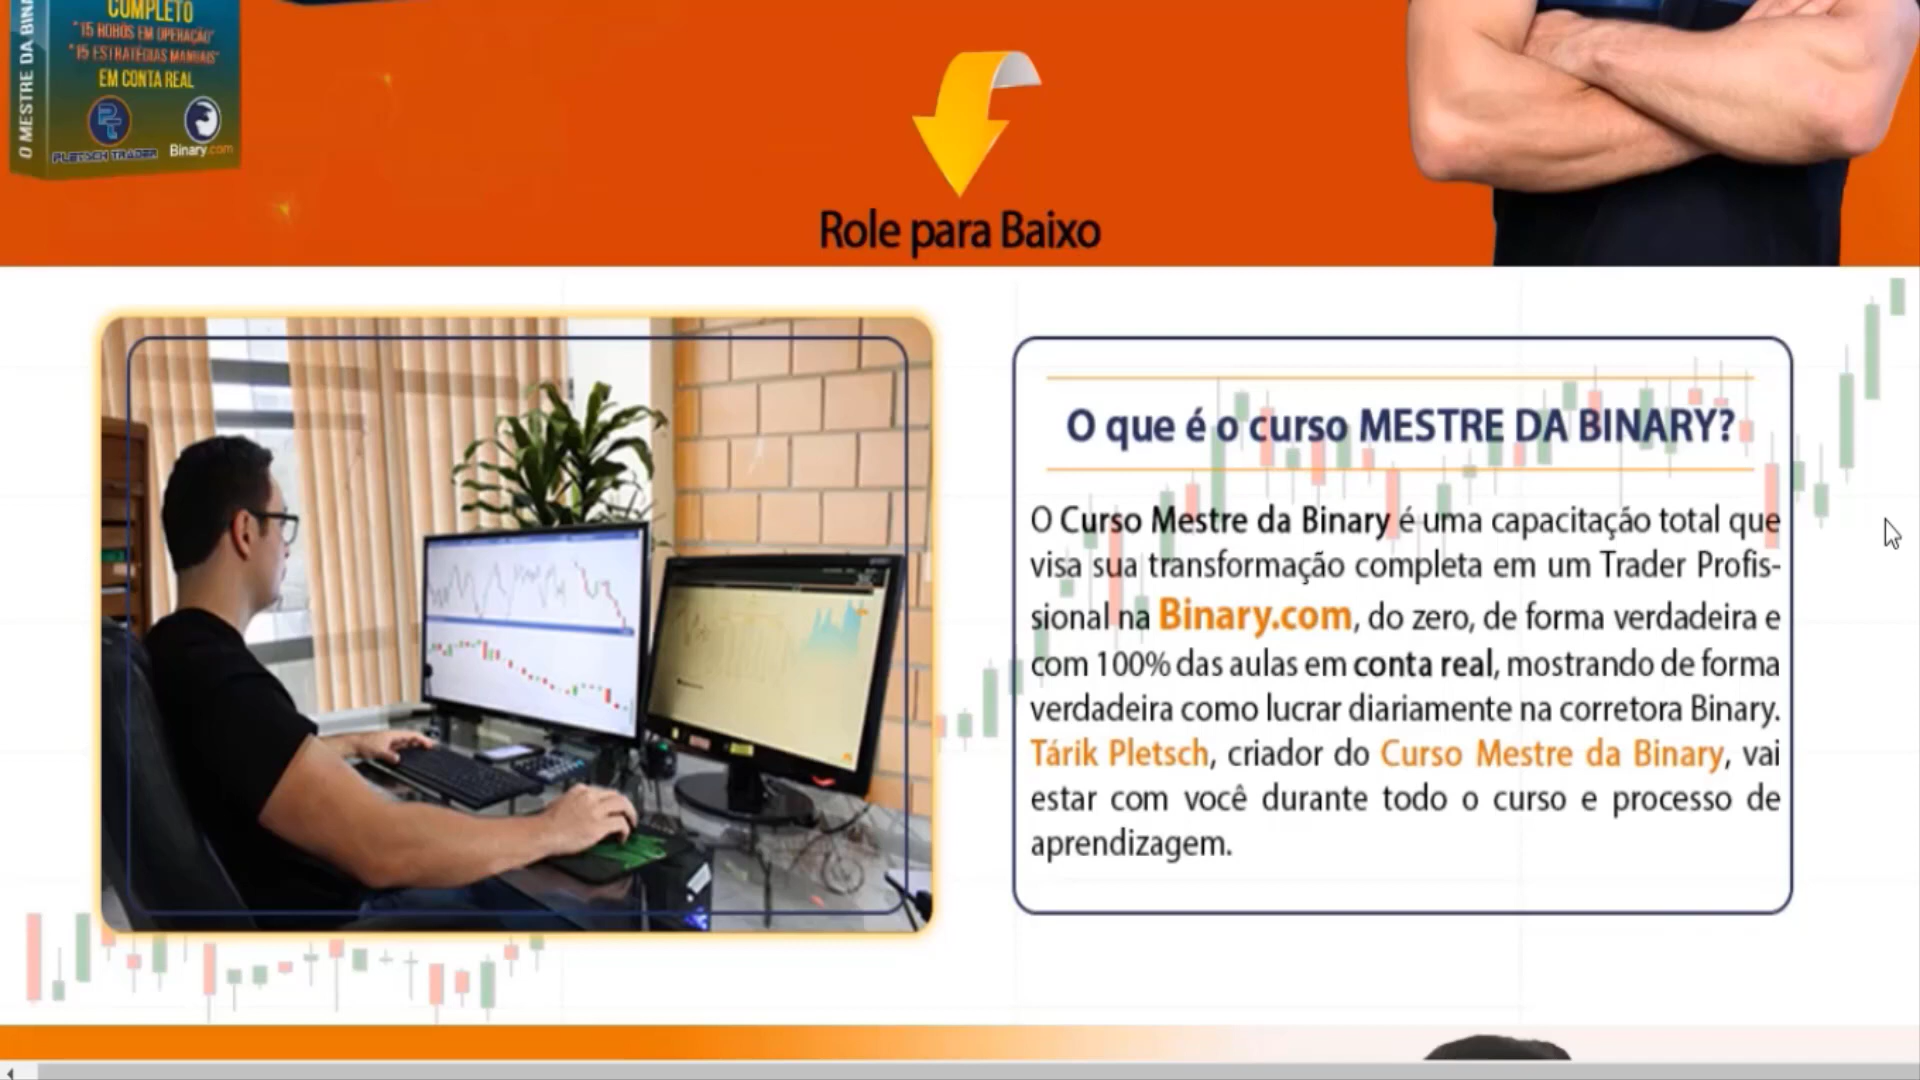 O MESTRE DA BINA
COMPLETO
"15 ROBÔS EM OPERAÇÃO"
"15 ESTRATÉGIAS MANUAIS"
EM CONTA REAL
PLETSCH TRADER
Binary.com
Role para Baixo
O que é o curso MESTRE DA BINARY?
O Curso Mestre da Binary é uma capacitação total que
visa sua transformação completa em um Trader Profis-
sional na Binary.com, do zero, de forma verdadeira e
com 100% das aulas em conta real, mostrando de forma
verdadeira como lucrar diariamente na corretora Binary.
Tárik Pletsch, criador do Curso Mestre da Binary, vai
estar com você durante todo o curso e processo de
aprendizagem.